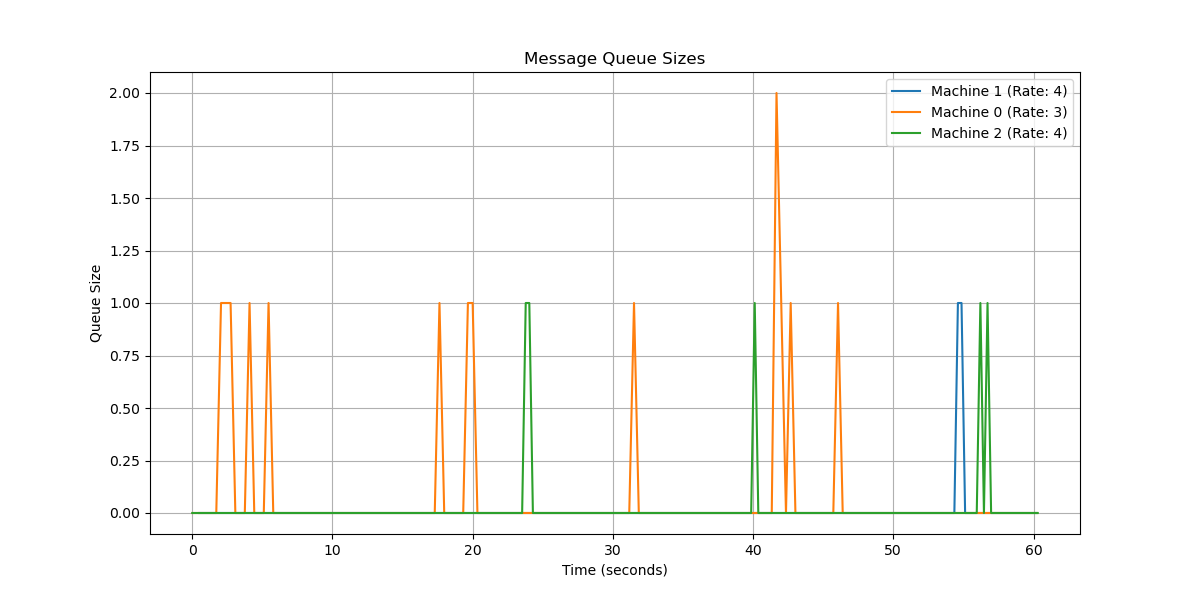 Message Queue Sizes
Machine 1 (Rate: 4)
Machine 0 (Rate: 3)
Machine 2 (Rate: 4)
2.00
1.75
1.50
1.25
1.00
0.75
0.50
0.25
0.00
Queue Size
0 10 20 30 40 50 60
Time (seconds)